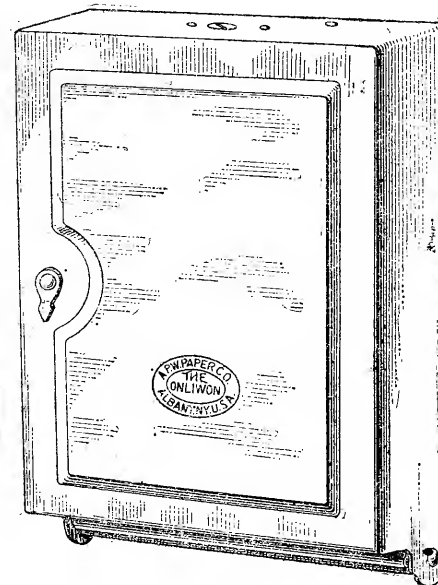 A.P.W. PAPER CO.
THE
ONLIWON
ALBANY, N.Y. U.S.A.